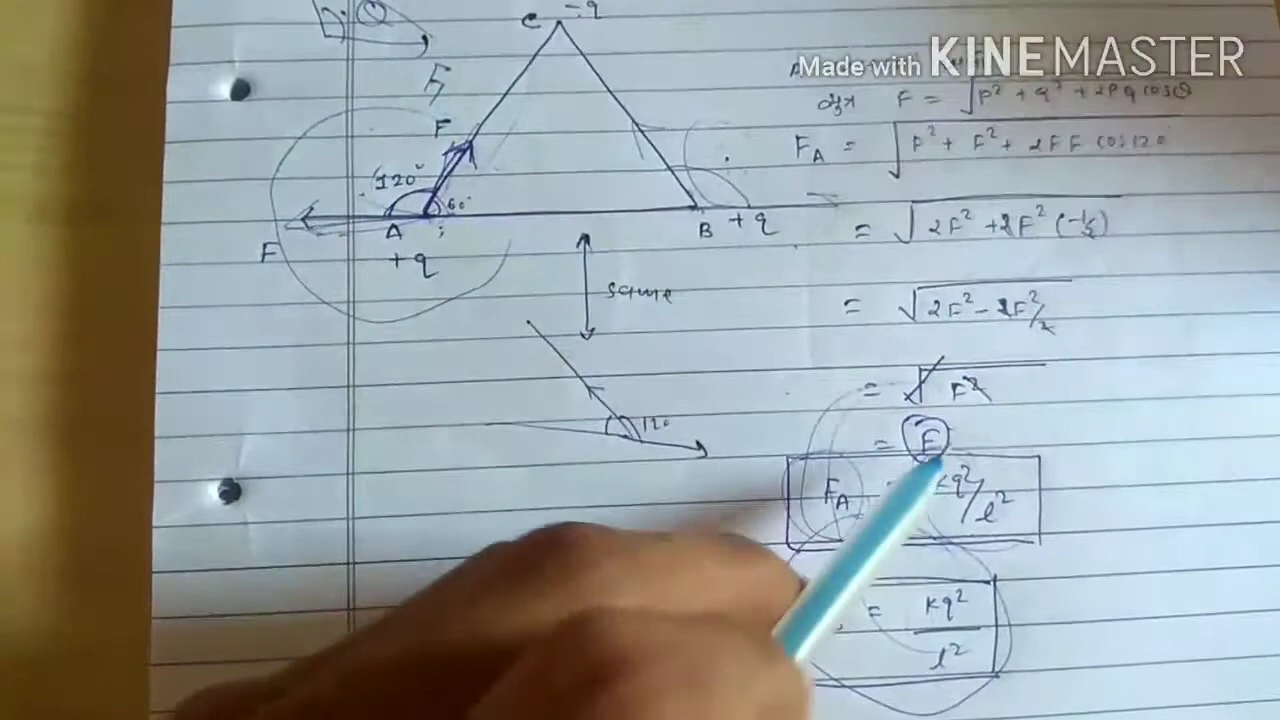 C -q
Made with KINEMASTER
सूत्र F = √P² + Q² + 2PQ cosθ
F
F
120°
60°
F_A = √F² + F² + 2FF cos120
F
A
+q
B +q
= √2F² + 2F² (-½)
same
= √2F² - 2F²/2
= √F²
120
= F
F_A = kq²/l²
= kq²/l²